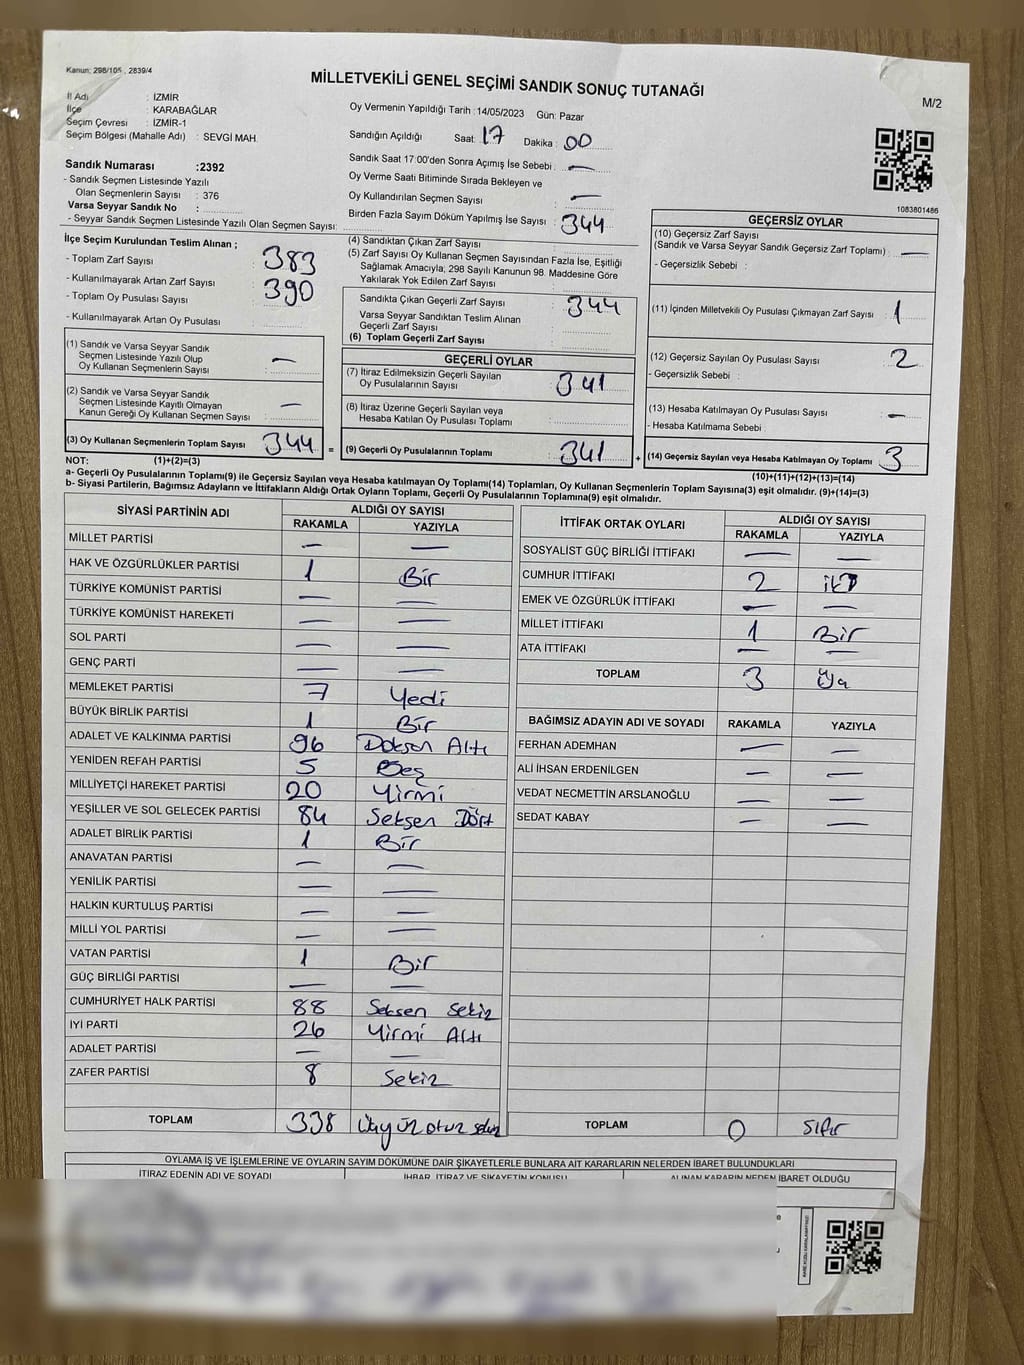 Kanun: 298/105 , 2839/4
MİLLETVEKİLİ GENEL SEÇİMİ SANDIK SONUÇ TUTANAĞI
M/2
İl Adı : İZMİR
İlçe : KARABAĞLAR
Seçim Çevresi : İZMİR-1
Seçim Bölgesi (Mahalle Adı) : SEVGİ MAH.
Sandık Numarası :2392
- Sandık Seçmen Listesinde Yazılı
Olan Seçmenlerin Sayısı : 376
Varsa Seyyar Sandık No :
- Seyyar Sandık Seçmen Listesinde Yazılı Olan Seçmen Sayısı:
Oy Vermenin Yapıldığı Tarih :14/05/2023 Gün: Pazar
Sandığın Açıldığı Saat: 17 Dakika : 00
Sandık Saat 17:00'den Sonra Açımış İse Sebebi : —
Oy Verme Saati Bitiminde Sırada Bekleyen ve
Oy Kullandırılan Seçmen Sayısı : —
Birden Fazla Sayım Döküm Yapılmış İse Sayısı : 344
1083801486
İlçe Seçim Kurulundan Teslim Alınan ;
- Toplam Zarf Sayısı : 383
- Kullanılmayarak Artan Zarf Sayısı : 390
- Toplam Oy Pusulası Sayısı :
- Kullanılmayarak Artan Oy Pusulası :
(1) Sandık ve Varsa Seyyar Sandık
Seçmen Listesinde Yazılı Olup
Oy Kullanan Seçmenlerin Sayısı : —
(2) Sandık ve Varsa Seyyar Sandık
Seçmen Listesinde Kayıtlı Olmayan
Kanun Gereği Oy Kullanan Seçmen Sayısı : —
(3) Oy Kullanan Seçmenlerin Toplam Sayısı : 344 =
(4) Sandıktan Çıkan Zarf Sayısı :
(5) Zarf Sayısı Oy Kullanan Seçmen Sayısından Fazla İse, Eşitliği
Sağlamak Amacıyla; 298 Sayılı Kanunun 98. Maddesine Göre
Yakılarak Yok Edilen Zarf Sayısı :
Sandıkta Çıkan Geçerli Zarf Sayısı : 344
Varsa Seyyar Sandıktan Teslim Alınan
Geçerli Zarf Sayısı :
(6) Toplam Geçerli Zarf Sayısı :
GEÇERLİ OYLAR
(7) İtiraz Edilmeksizin Geçerli Sayılan
Oy Pusulalarının Sayısı : 341
(8) İtiraz Üzerine Geçerli Sayılan veya
Hesaba Katılan Oy Pusulaları Toplamı :
(9) Geçerli Oy Pusulalarının Toplamı : 341 +
GEÇERSİZ OYLAR
(10) Geçersiz Zarf Sayısı
(Sandık ve Varsa Seyyar Sandık Geçersiz Zarf Toplamı) : —
- Geçersizlik Sebebi :
(11) İçinden Milletvekili Oy Pusulası Çıkmayan Zarf Sayısı : 1
(12) Geçersiz Sayılan Oy Pusulası Sayısı : 2
- Geçersizlik Sebebi :
(13) Hesaba Katılmayan Oy Pusulası Sayısı : —
- Hesaba Katılmama Sebebi :
(14) Geçersiz Sayılan veya Hesaba Katılmayan Oy Toplamı : 3
NOT: (1)+(2)=(3) (10)+(11)+(12)+(13)=(14)
a- Geçerli Oy Pusulalarının Toplamı(9) ile Geçersiz Sayılan veya Hesaba katılmayan Oy Toplamı(14) Toplamları, Oy Kullanan Seçmenlerin Toplam Sayısına(3) eşit olmalıdır. (9)+(14)=(3)
b- Siyasi Partilerin, Bağımsız Adayların ve İttifakların Aldığı Ortak Oyların Toplamı, Geçerli Oy Pusulalarının Toplamına(9) eşit olmalıdır.
SİYASİ PARTİNİN ADI ALDIĞI OY SAYISI
RAKAMLA YAZIYLA
MİLLET PARTİSİ — —
HAK VE ÖZGÜRLÜKLER PARTİSİ 1 Bir
TÜRKİYE KOMÜNİST PARTİSİ — —
TÜRKİYE KOMÜNİST HAREKETİ — —
SOL PARTİ — —
GENÇ PARTİ — —
MEMLEKET PARTİSİ 7 Yedi
BÜYÜK BİRLİK PARTİSİ 1 Bir
ADALET VE KALKINMA PARTİSİ 96 Doksan Altı
YENİDEN REFAH PARTİSİ 5 Beş
MİLLİYETÇİ HAREKET PARTİSİ 20 Yirmi
YEŞİLLER VE SOL GELECEK PARTİSİ 84 Seksen Dört
ADALET BİRLİK PARTİSİ 1 Bir
ANAVATAN PARTİSİ — —
YENİLİK PARTİSİ — —
HALKIN KURTULUŞ PARTİSİ — —
MİLLİ YOL PARTİSİ — —
VATAN PARTİSİ 1 Bir
GÜÇ BİRLİĞİ PARTİSİ — —
CUMHURİYET HALK PARTİSİ 88 Seksen Sekiz
İYİ PARTİ 26 Yirmi Altı
ADALET PARTİSİ — —
ZAFER PARTİSİ 8 Sekiz
TOPLAM 338
İTTİFAK ORTAK OYLARI ALDIĞI OY SAYISI
RAKAMLA YAZIYLA
SOSYALİST GÜÇ BİRLİĞİ İTTİFAKI — —
CUMHUR İTTİFAKI 2 iki
EMEK VE ÖZGÜRLÜK İTTİFAKI — —
MİLLET İTTİFAKI 1 Bir
ATA İTTİFAKI — —
TOPLAM 3
BAĞIMSIZ ADAYIN ADI VE SOYADI RAKAMLA YAZIYLA
FERHAN ADEMHAN — —
ALİ İHSAN ERDENİLGEN — —
VEDAT NECMETTİN ARSLANOĞLU — —
SEDAT KABAY — —
TOPLAM 0 Sıfır
OYLAMA İŞ VE İŞLEMLERİNE VE OYLARIN SAYIM DÖKÜMÜNE DAİR ŞİKAYETLERLE BUNLARA AİT KARARLARIN NELERDEN İBARET BULUNDUKLARI
İTİRAZ EDENİN ADI VE SOYADI İHBAR, İTİRAZ VE ŞİKAYETİN KONUSU ALINAN KARARIN NEDEN İBARET OLDUĞU